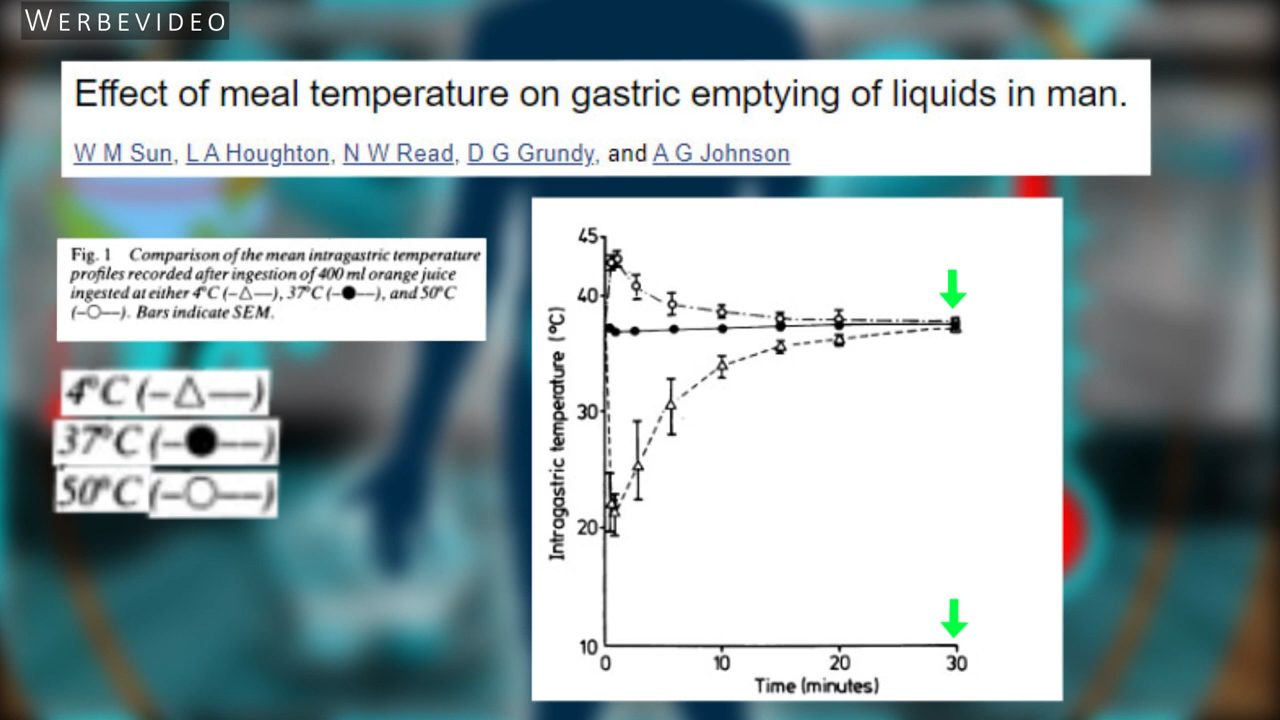 WERBEVIDEO
Effect of meal temperature on gastric emptying of liquids in man.
W M Sun, L A Houghton, N W Read, D G Grundy, and A G Johnson
Fig. 1 Comparison of the mean intragastric temperature
profiles recorded after ingestion of 400 ml orange juice
ingested at either 4°C (–△—), 37°C (–●—), and 50°C
(–○—). Bars indicate SEM.
4°C (–△—)
37°C (–●—)
50°C (–○—)
Intragastric temperature (°C)
45
40
30
20
10
0 10 20 30
Time (minutes)